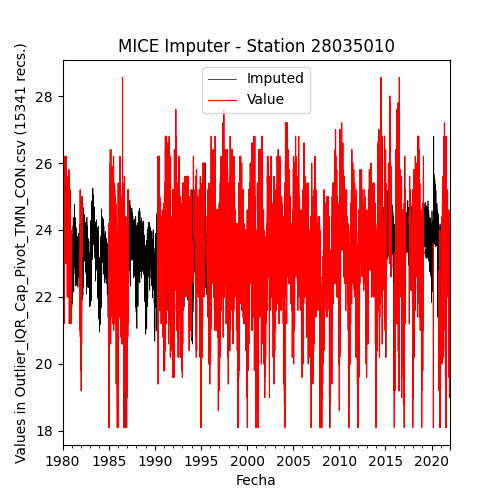 MICE Imputer - Station 28035010
Imputed
Value
Values in Outlier_IQR_Cap_Pivot_TMN_CON.csv (15341 recs.)
28
26
24
22
20
18
1980 1985 1990 1995 2000 2005 2010 2015 2020
Fecha